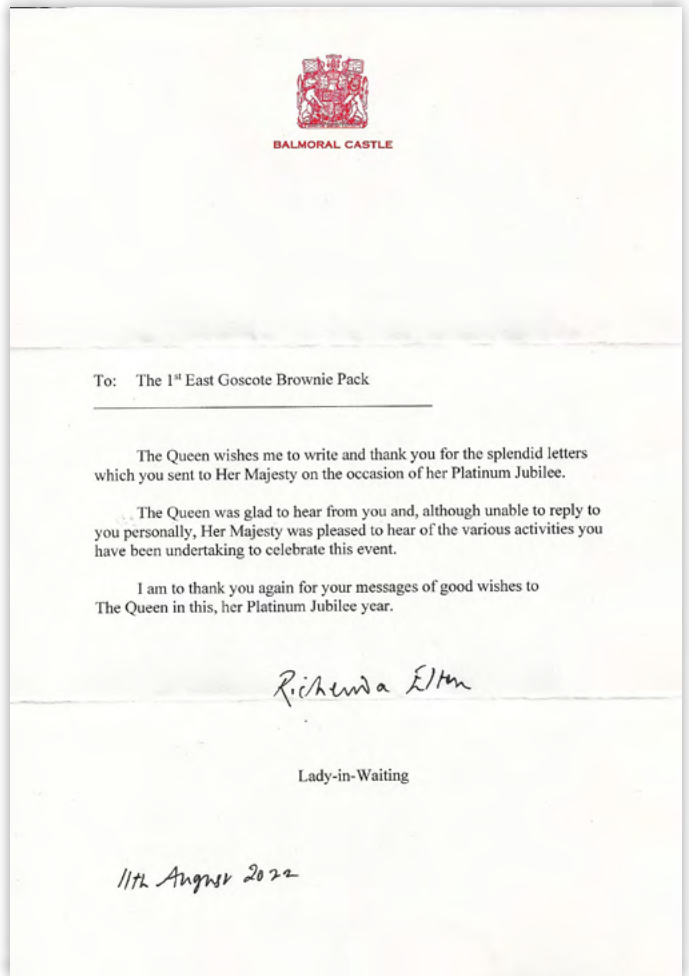 BALMORAL CASTLE
To: The 1st East Goscote Brownie Pack
The Queen wishes me to write and thank you for the splendid letters
which you sent to Her Majesty on the occasion of her Platinum Jubilee.
The Queen was glad to hear from you and, although unable to reply to
you personally, Her Majesty was pleased to hear of the various activities you
have been undertaking to celebrate this event.
I am to thank you again for your messages of good wishes to
The Queen in this, her Platinum Jubilee year.
Richenda Elton
Lady-in-Waiting
11th August 2022